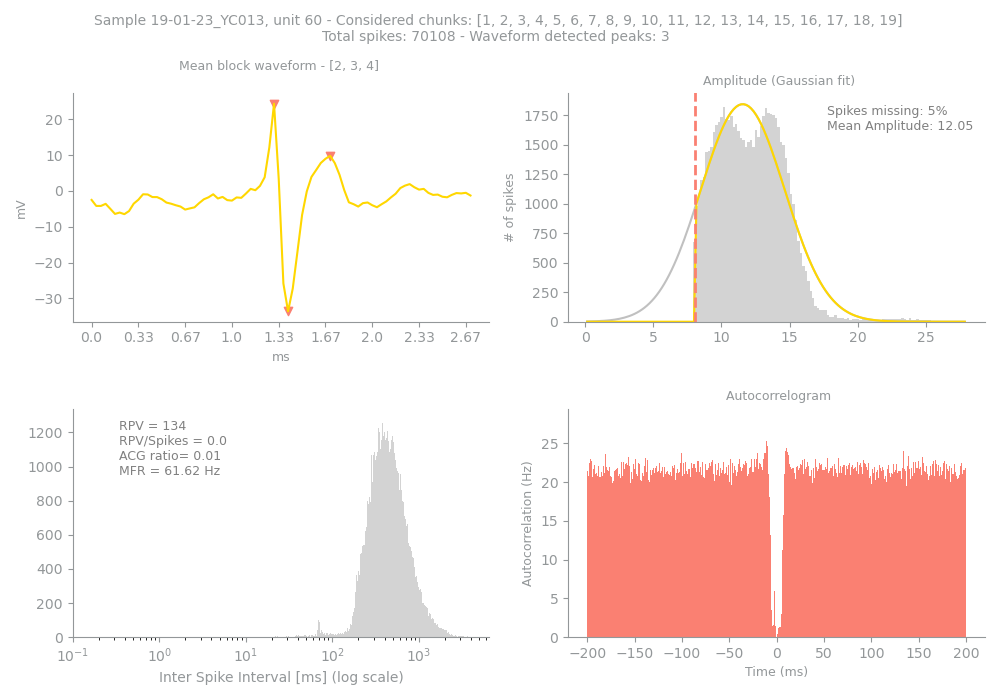 Sample 19-01-23_YC013, unit 60 - Considered chunks: [1, 2, 3, 4, 5, 6, 7, 8, 9, 10, 11, 12, 13, 14, 15, 16, 17, 18, 19]
Total spikes: 70108 - Waveform detected peaks: 3
Mean block waveform - [2, 3, 4]
20
10
0
−10
−20
−30
mV
0.0 0.33 0.67 1.0 1.33 1.67 2.0 2.33 2.67
ms
Amplitude (Gaussian fit)
Spikes missing: 5%
Mean Amplitude: 12.05
1750
1500
1250
1000
750
500
250
0
# of spikes
0 5 10 15 20 25
RPV = 134
RPV/Spikes = 0.0
ACG ratio= 0.01
MFR = 61.62 Hz
1200
1000
800
600
400
200
0
10⁻¹ 10⁰ 10¹ 10² 10³
Inter Spike Interval [ms] (log scale)
Autocorrelogram
25
20
15
10
5
0
Autocorrelation (Hz)
−200 −150 −100 −50 0 50 100 150 200
Time (ms)